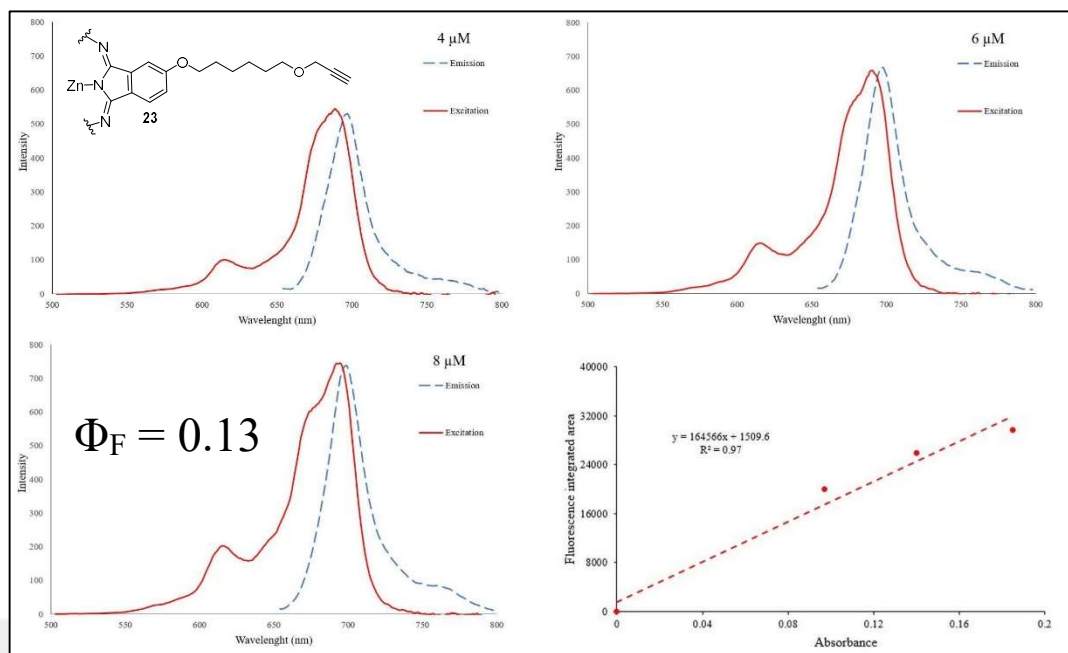 800
700
600
500
400
300
200
100
0
Intensity
500
600
700
750
800
Wavelenght (nm)
4 µM
Emission
Excitation
N
Zn
N
N
O
O
23
800
700
600
500
400
300
200
100
0
Intensity
500
550
600
650
700
750
800
Wavelenght (nm)
6 µM
Emission
Excitation
800
700
600
500
400
300
200
100
0
Intensity
500
550
600
650
700
750
800
Wavelenght (nm)
8 µM
Emission
Excitation
ΦF = 0.13
40000
32000
24000
16000
8000
0
Fluorescence integrated area
0
0.04
0.08
0.12
0.16
0.2
Absorbance
y = 164566x + 1509.6
R² = 0.97